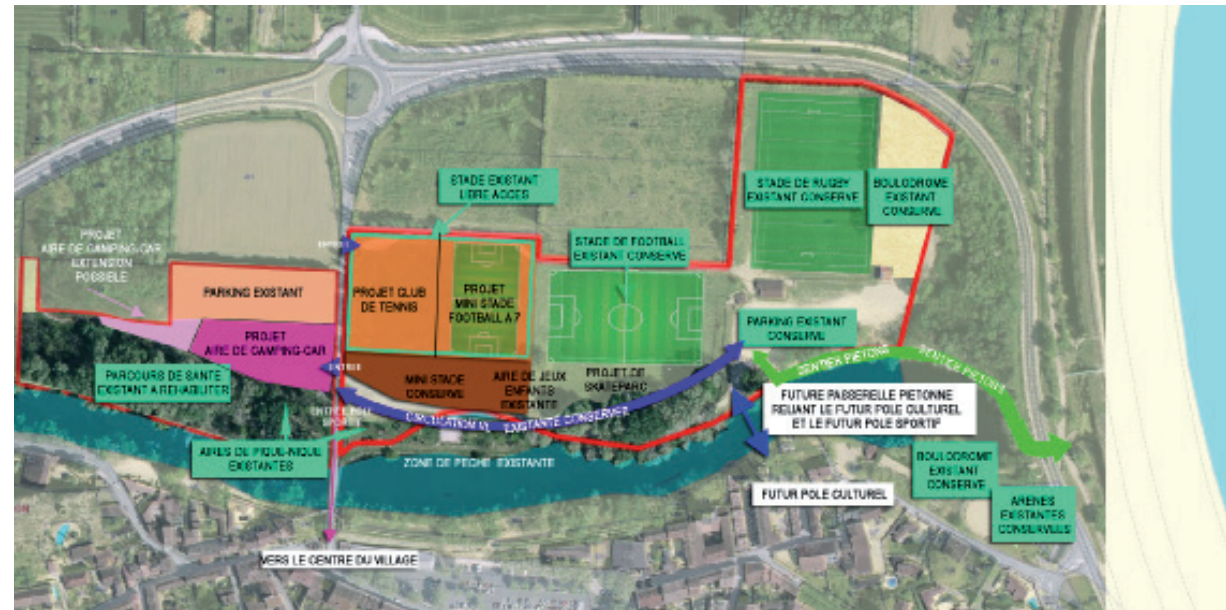 PROJET
AIRE DE CAMPING-CAR
EXTENSION
POSSIBLE
PARKING EXISTANT
PROJET
AIRE DE CAMPING-CAR
PARCOURS DE SANTE
EXISTANT A REHABILITER
AIRES DE PIQUE-NIQUE
EXISTANTES
VERS LE CENTRE DU VILLAGE
ENTREE
STADE EXISTANT
LIBRE ACCES
PROJET CLUB
DE TENNIS
PROJET
MINI STADE
FOOTBALL A 7
ENTREE
MINI STADE
CONSERVE
AIRE DE JEUX
ENFANTS
EXISTANTE
CIRCULATION VL EXISTANTE CONSERVEE
ZONE DE PECHE EXISTANTE
STADE DE FOOTBALL
EXISTANT CONSERVE
PROJET DE
SKATEPARC
STADE DE RUGBY
EXISTANT CONSERVE
BOULODROME
EXISTANT
CONSERVE
PARKING EXISTANT
CONSERVE
SENTIER PIETONS
SENTIER PIETONS
FUTURE PASSERELLE PIETONNE
RELIANT LE FUTUR POLE CULTUREL
ET LE FUTUR POLE SPORTIF
FUTUR POLE CULTUREL
BOULODROME
EXISTANT
CONSERVE
ARENES
EXISTANTES
CONSERVEES